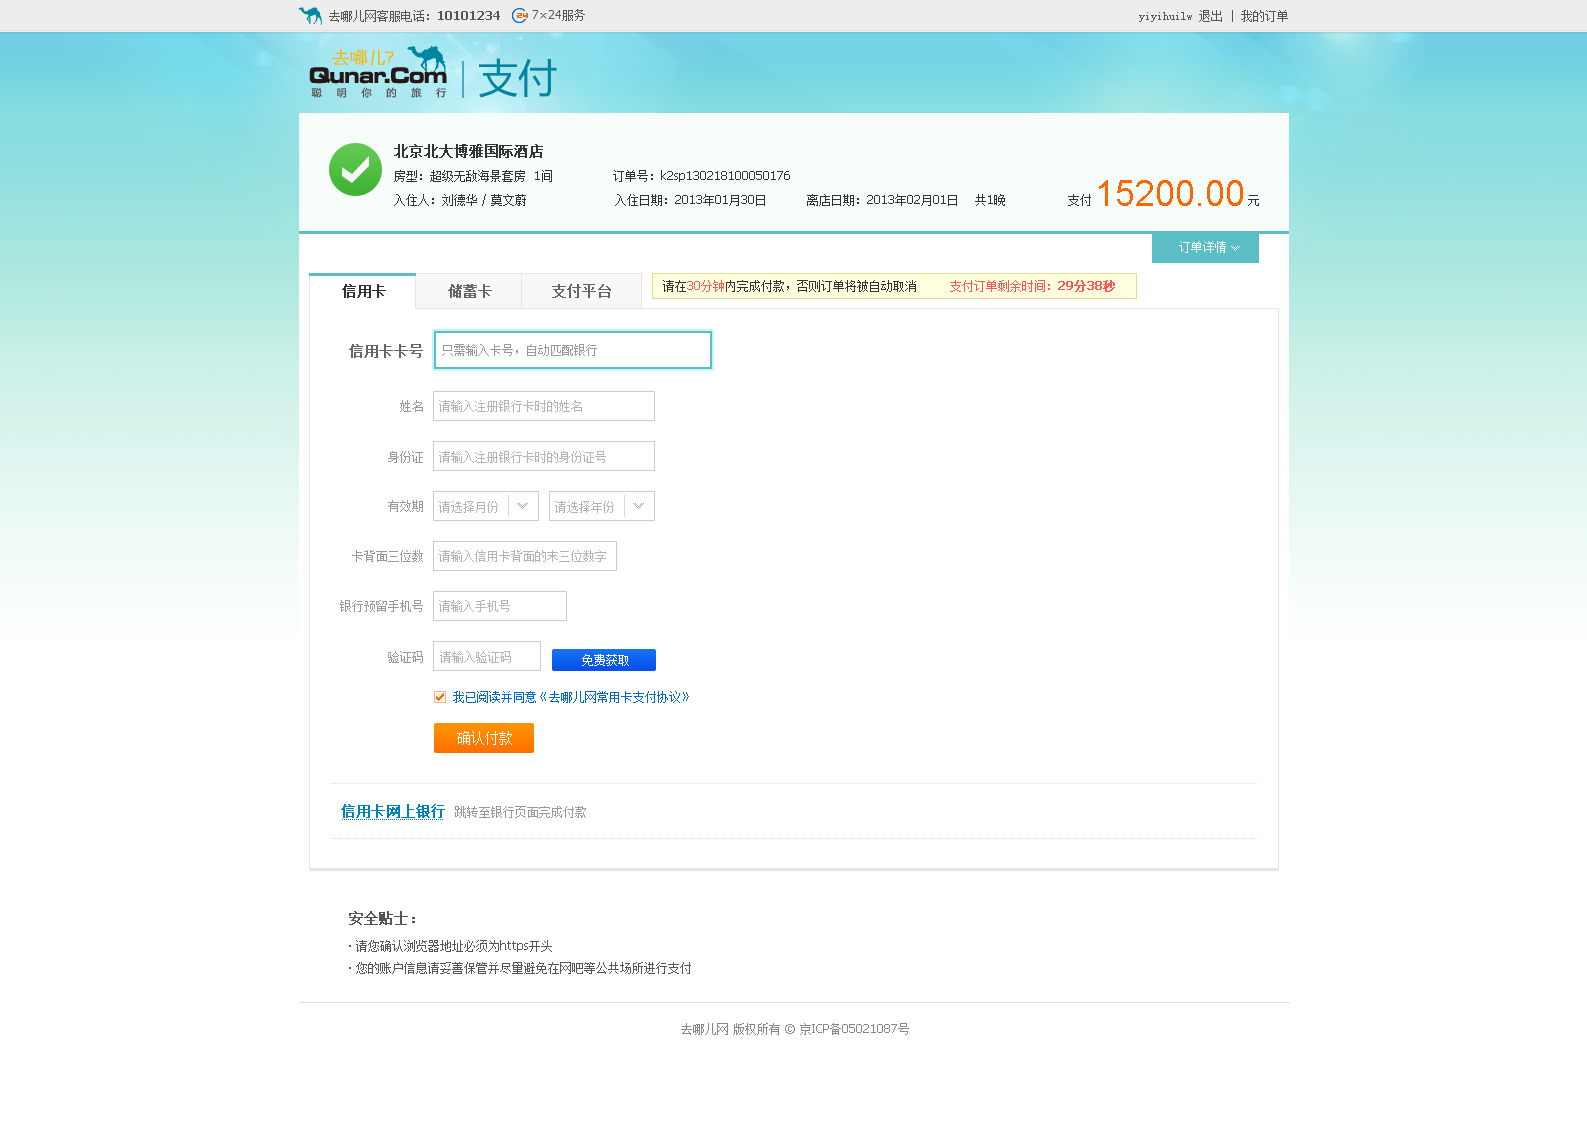 去哪儿网客服电话：10101234 24 7×24服务 yiyihuilw 退出 | 我的订单
去哪儿?
Qunar.Com | 支付
聪明你的旅行
北京北大博雅国际酒店
房型：超级无敌海景套房 1间 订单号：k2sp130218100050176
入住人：刘德华 / 莫文蔚 入住日期：2013年01月30日 离店日期：2013年02月01日 共1晚 支付 15200.00 元
订单详情
信用卡 储蓄卡 支付平台 请在30分钟内完成付款，否则订单将被自动取消 支付订单剩余时间：29分38秒
信用卡卡号 只需输入卡号，自动匹配银行
姓名 请输入注册银行卡时的姓名
身份证 请输入注册银行卡时的身份证号
有效期 请选择月份 请选择年份
卡背面三位数 请输入信用卡背面的末三位数字
银行预留手机号 请输入手机号
验证码 请输入验证码 免费获取
我已阅读并同意《去哪儿网常用卡支付协议》
确认付款
信用卡网上银行 跳转至银行页面完成付款
安全贴士：
· 请您确认浏览器地址必须为https开头
· 您的账户信息请妥善保管并尽量避免在网吧等公共场所进行支付
去哪儿网 版权所有 © 京ICP备05021087号